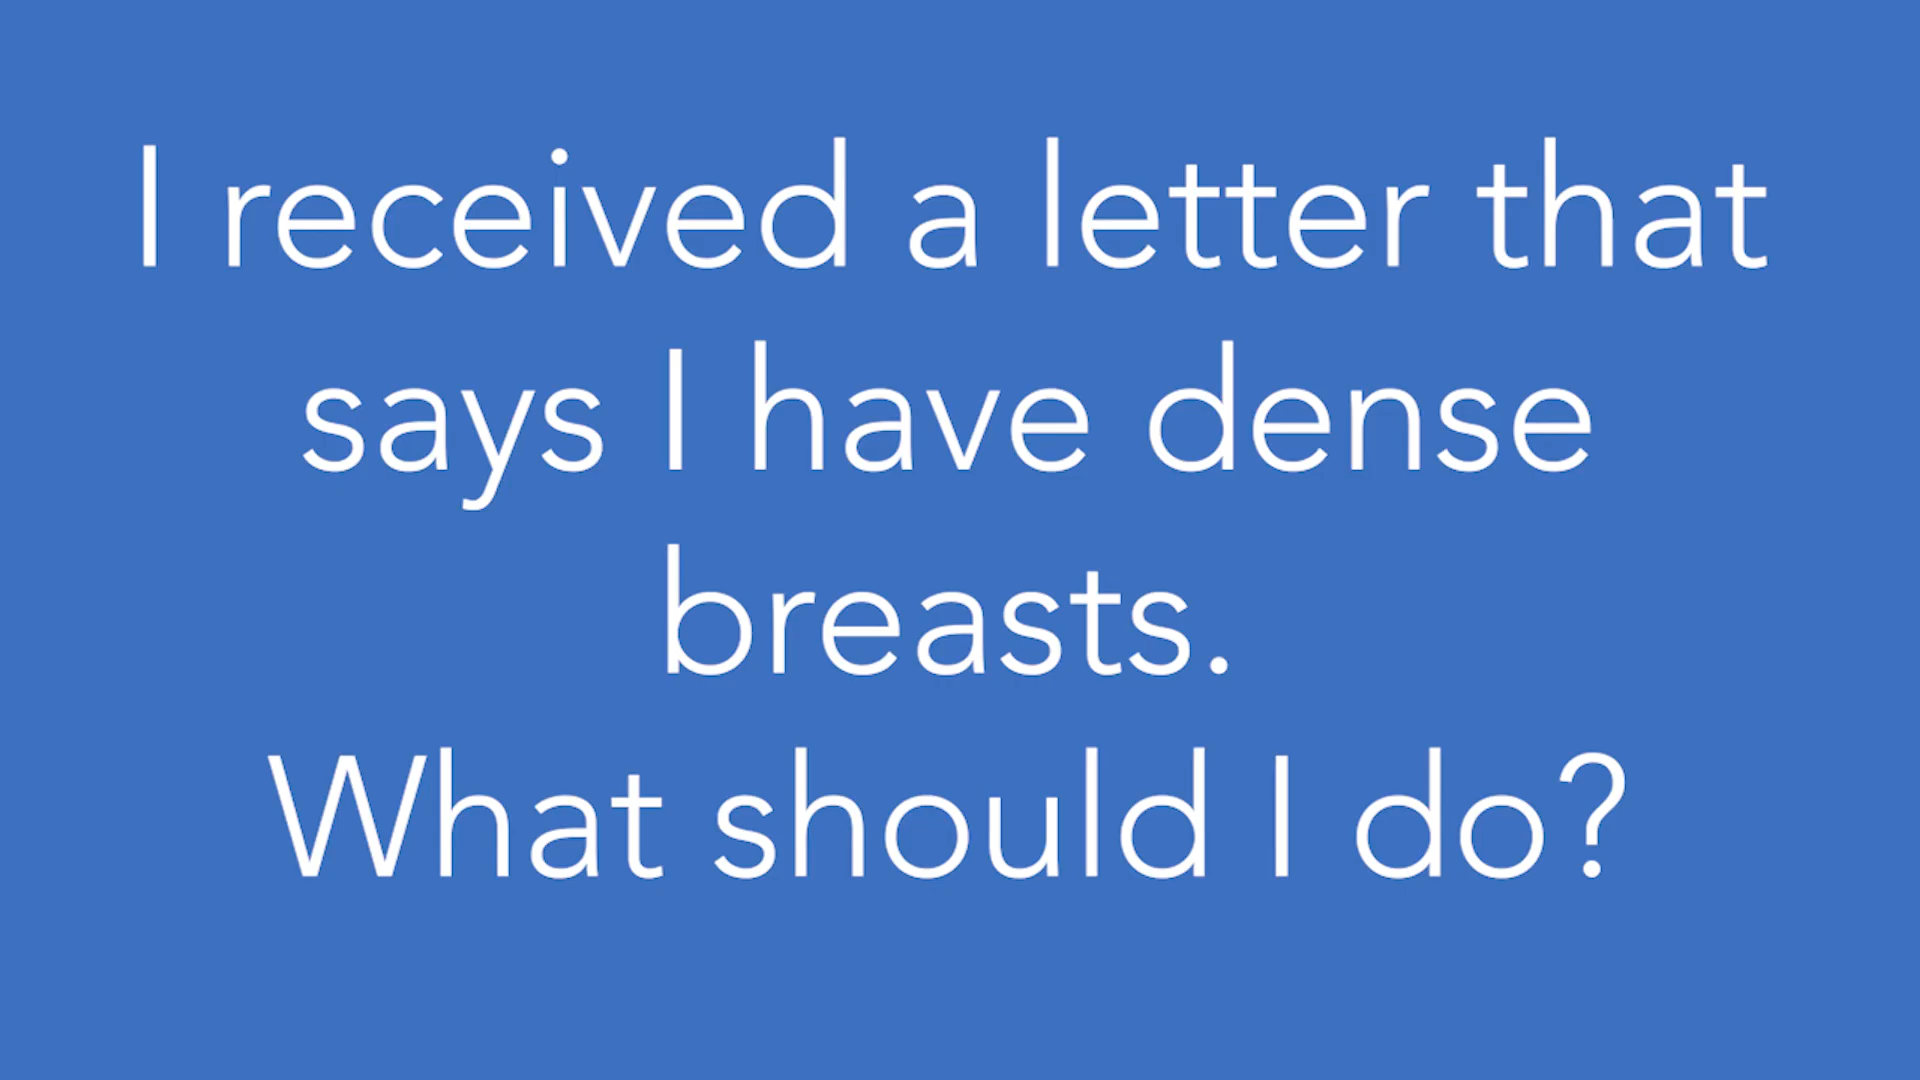 I received a letter that
says I have dense
breasts.
What should I do?